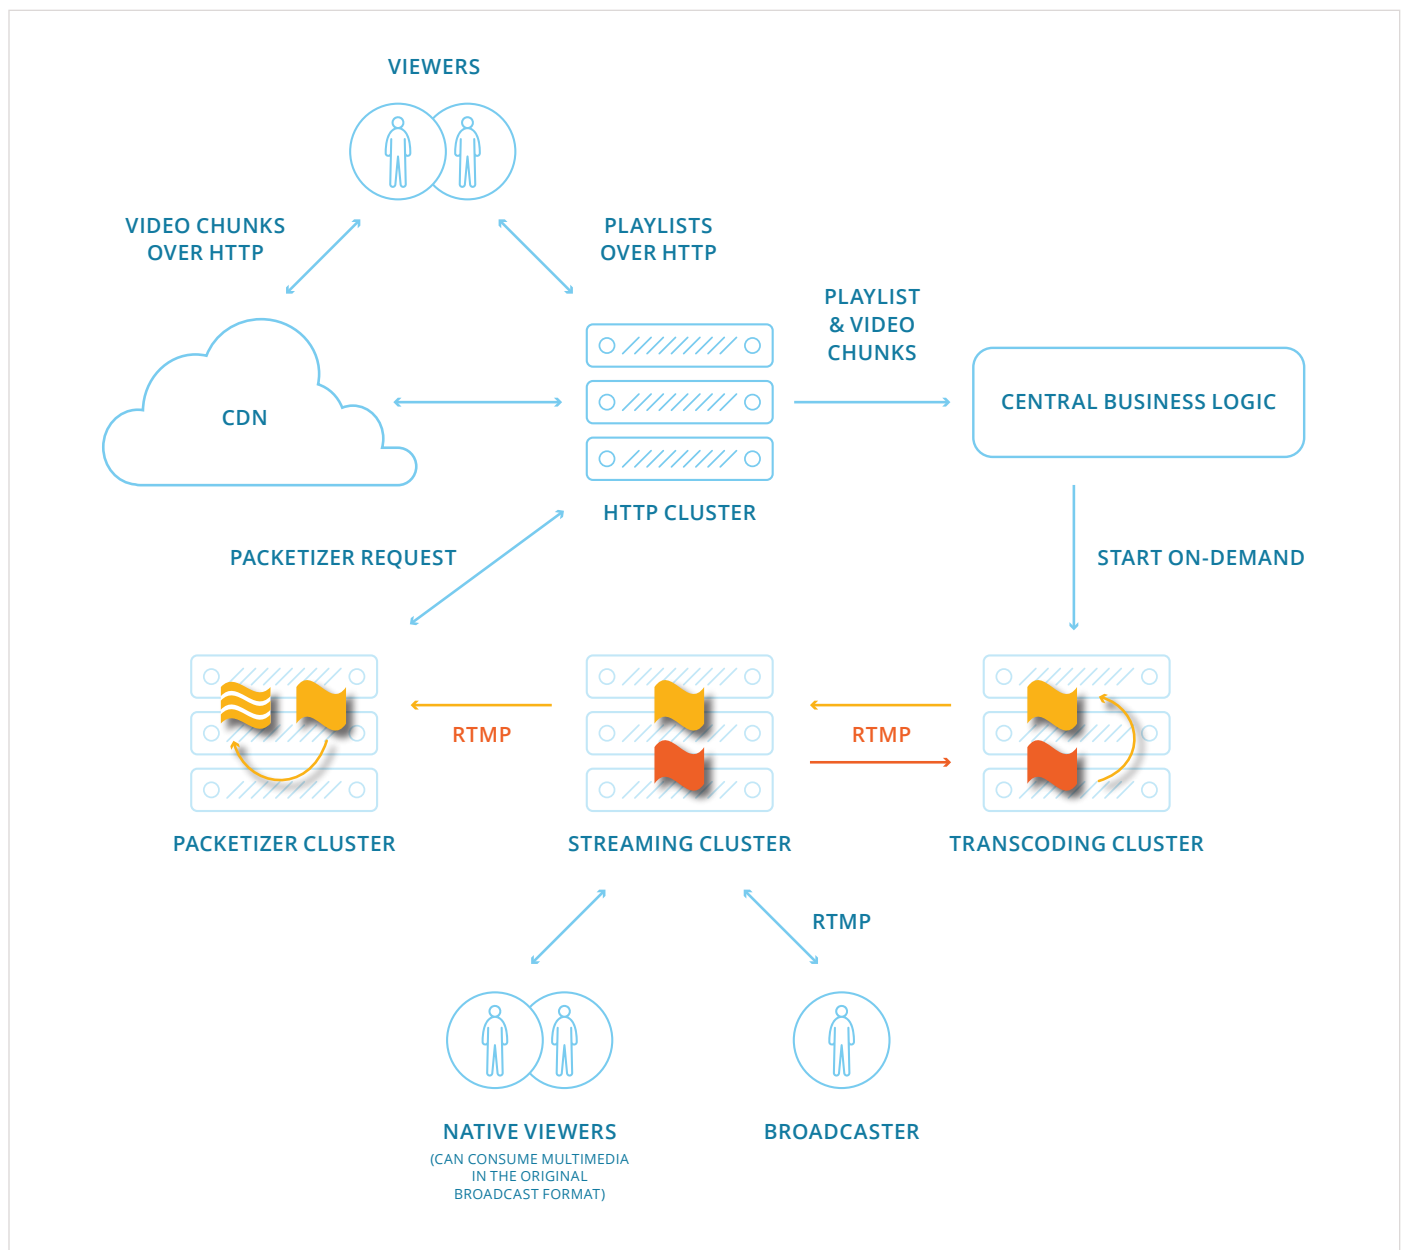 VIEWERS
VIDEO CHUNKS
OVER HTTP
PLAYLISTS
OVER HTTP
PLAYLIST
& VIDEO
CHUNKS
CDN
CENTRAL BUSINESS LOGIC
HTTP CLUSTER
PACKETIZER REQUEST
START ON-DEMAND
RTMP
RTMP
PACKETIZER CLUSTER
STREAMING CLUSTER
TRANSCODING CLUSTER
RTMP
NATIVE VIEWERS
(CAN CONSUME MULTIMEDIA
IN THE ORIGINAL
BROADCAST FORMAT)
BROADCASTER